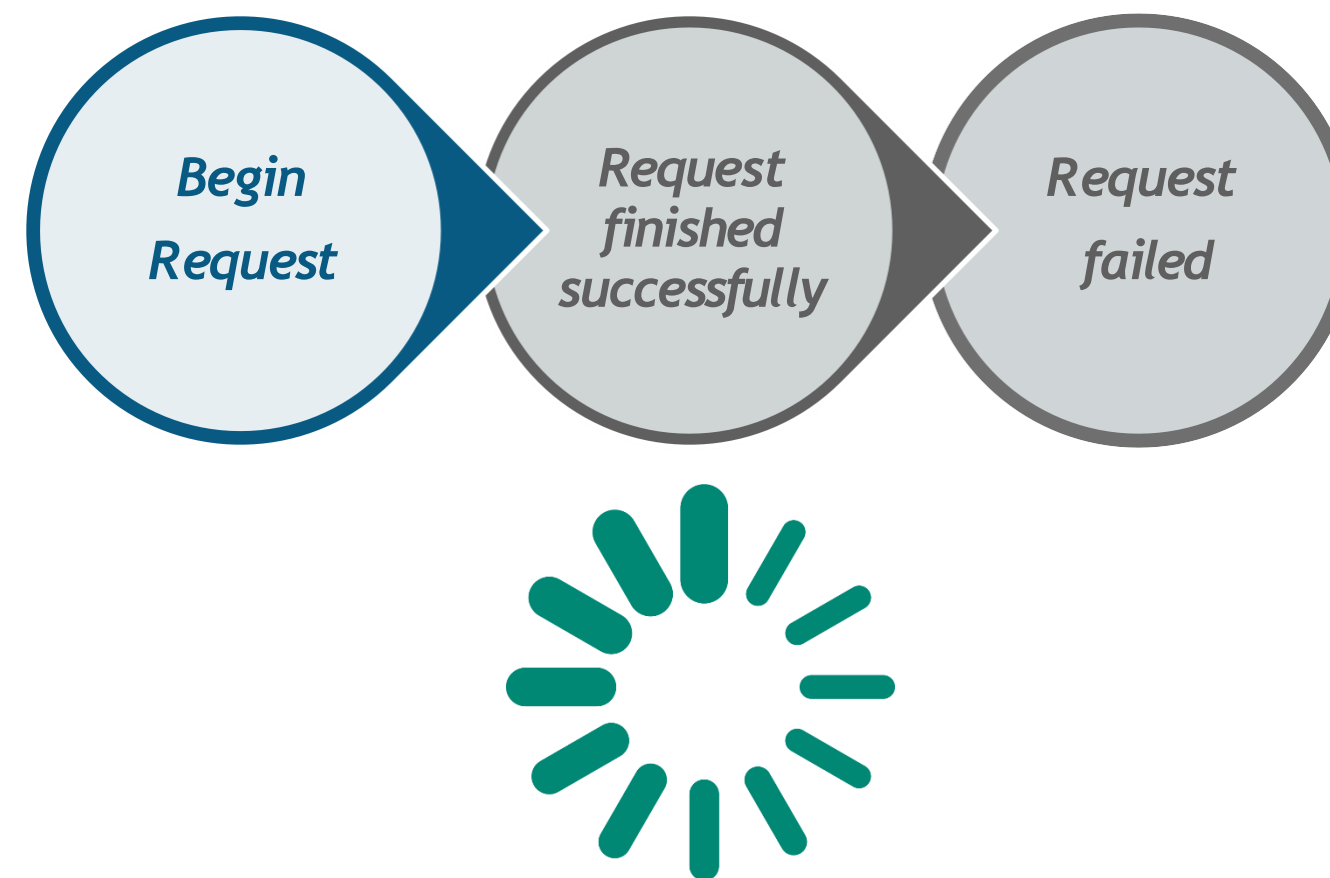 Begin
Request
Request
finished
successfully
Request
failed